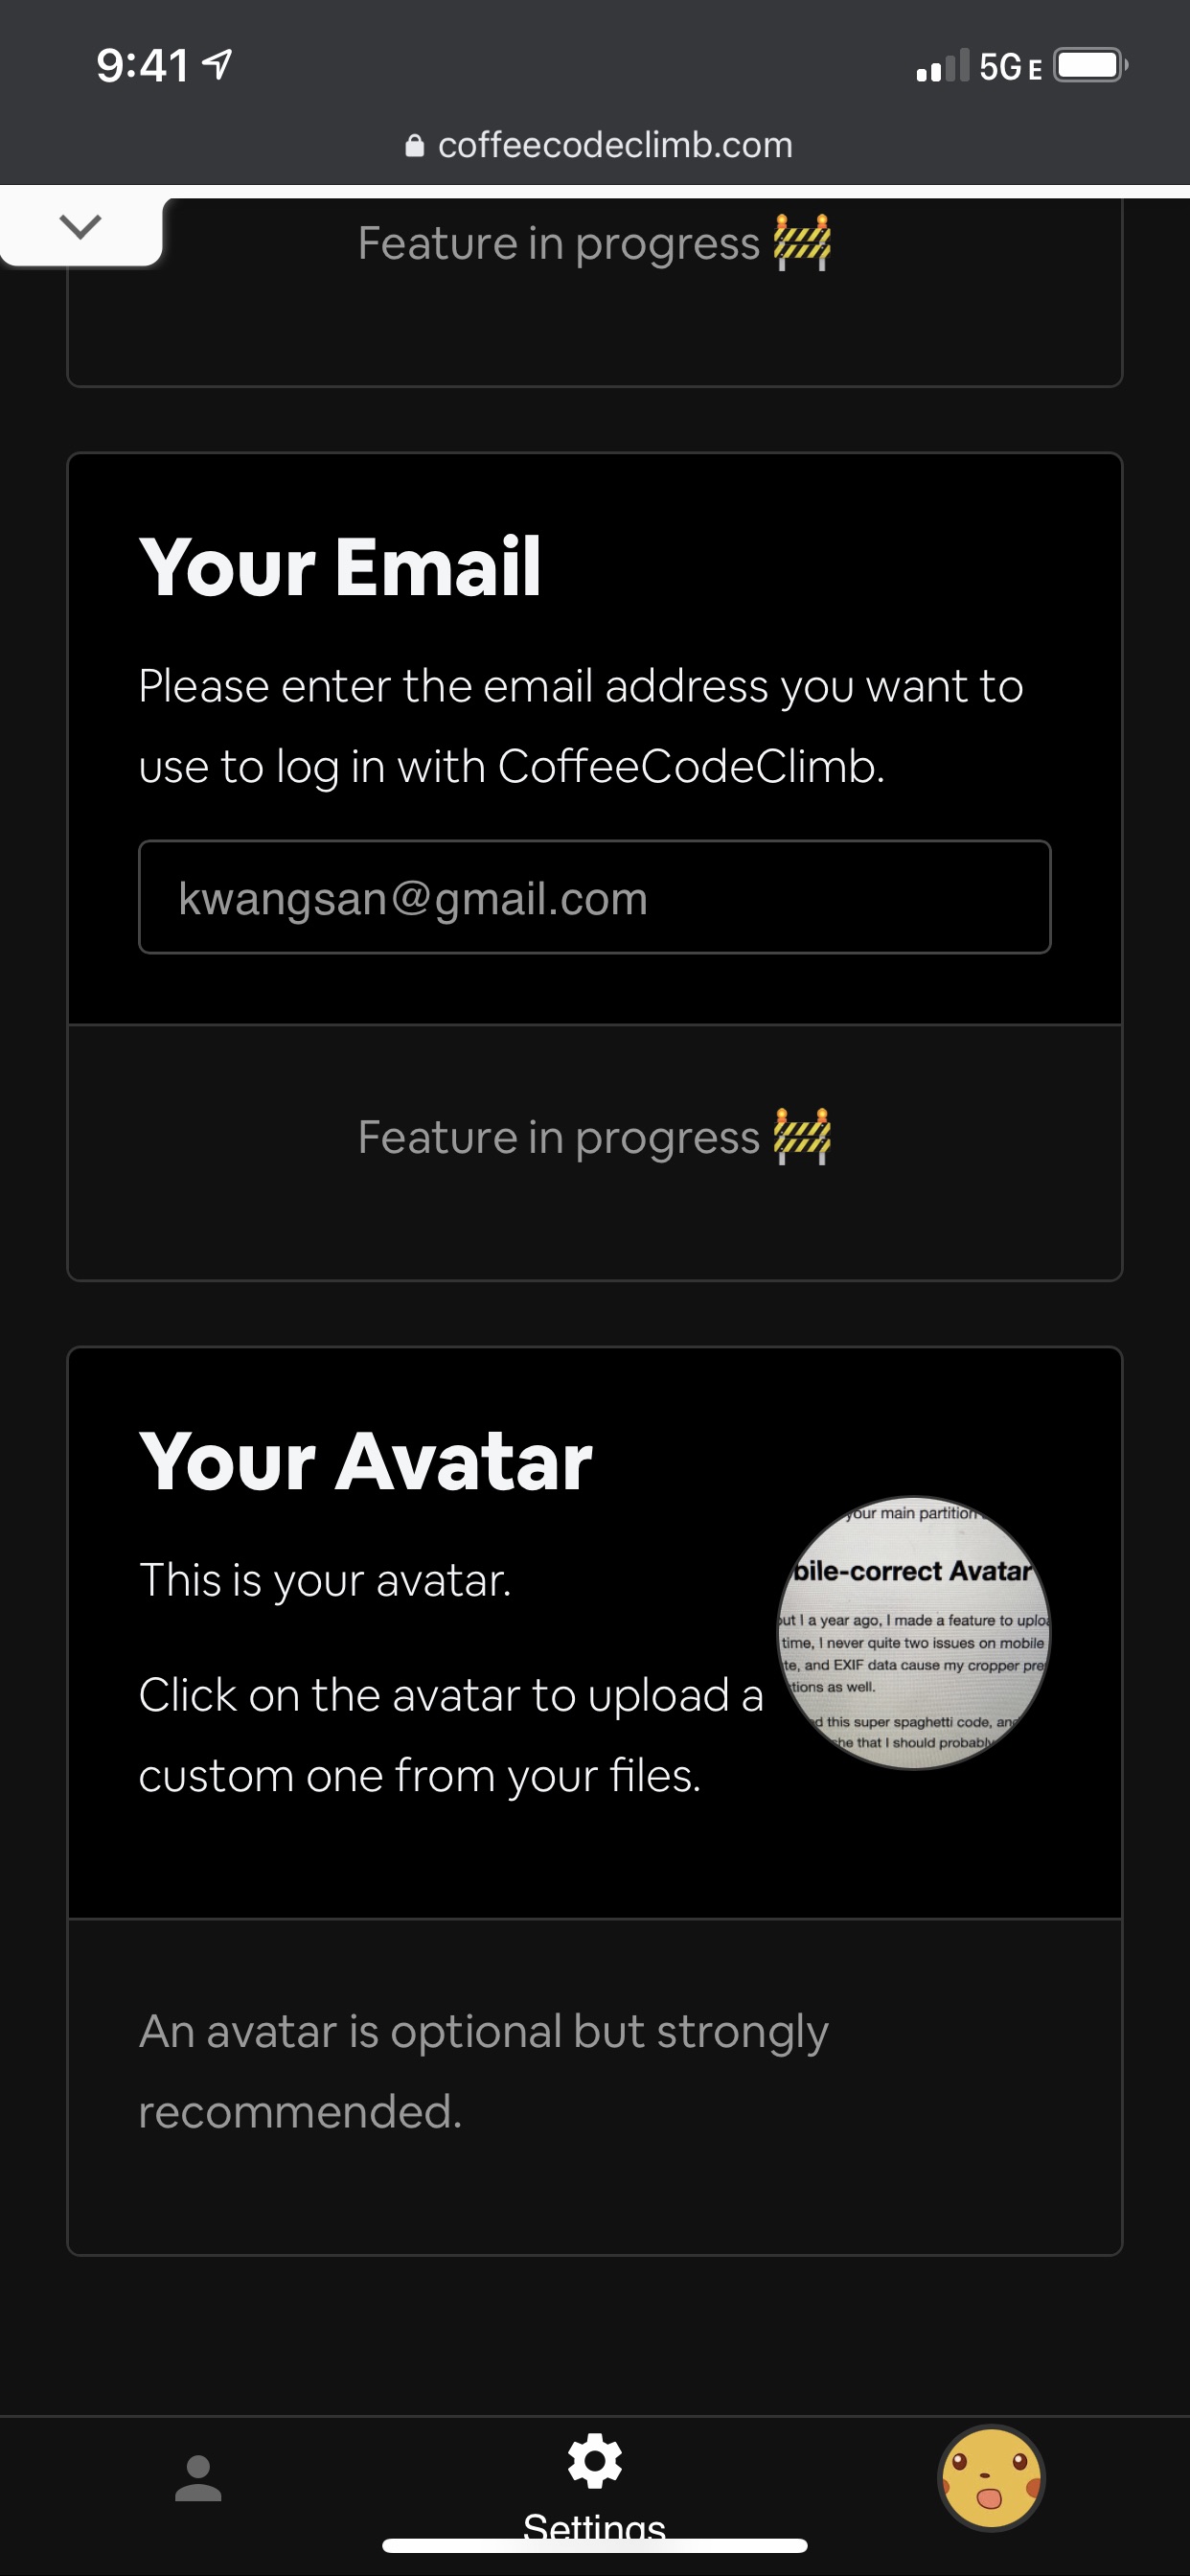 9:41
5G E
coffeecodeclimb.com
Feature in progress 🚧
Your Email
Please enter the email address you want to
use to log in with CoffeeCodeClimb.
kwangsan@gmail.com
Feature in progress 🚧
Your Avatar
This is your avatar.
Click on the avatar to upload a
custom one from your files.
your main partition
bile-correct Avatar
out I a year ago, I made a feature to uploa
time, I never quite two issues on mobile
te, and EXIF data cause my cropper pre
tions as well.
d this super spaghetti code, and
he that I should probably
An avatar is optional but strongly
recommended.
Settings